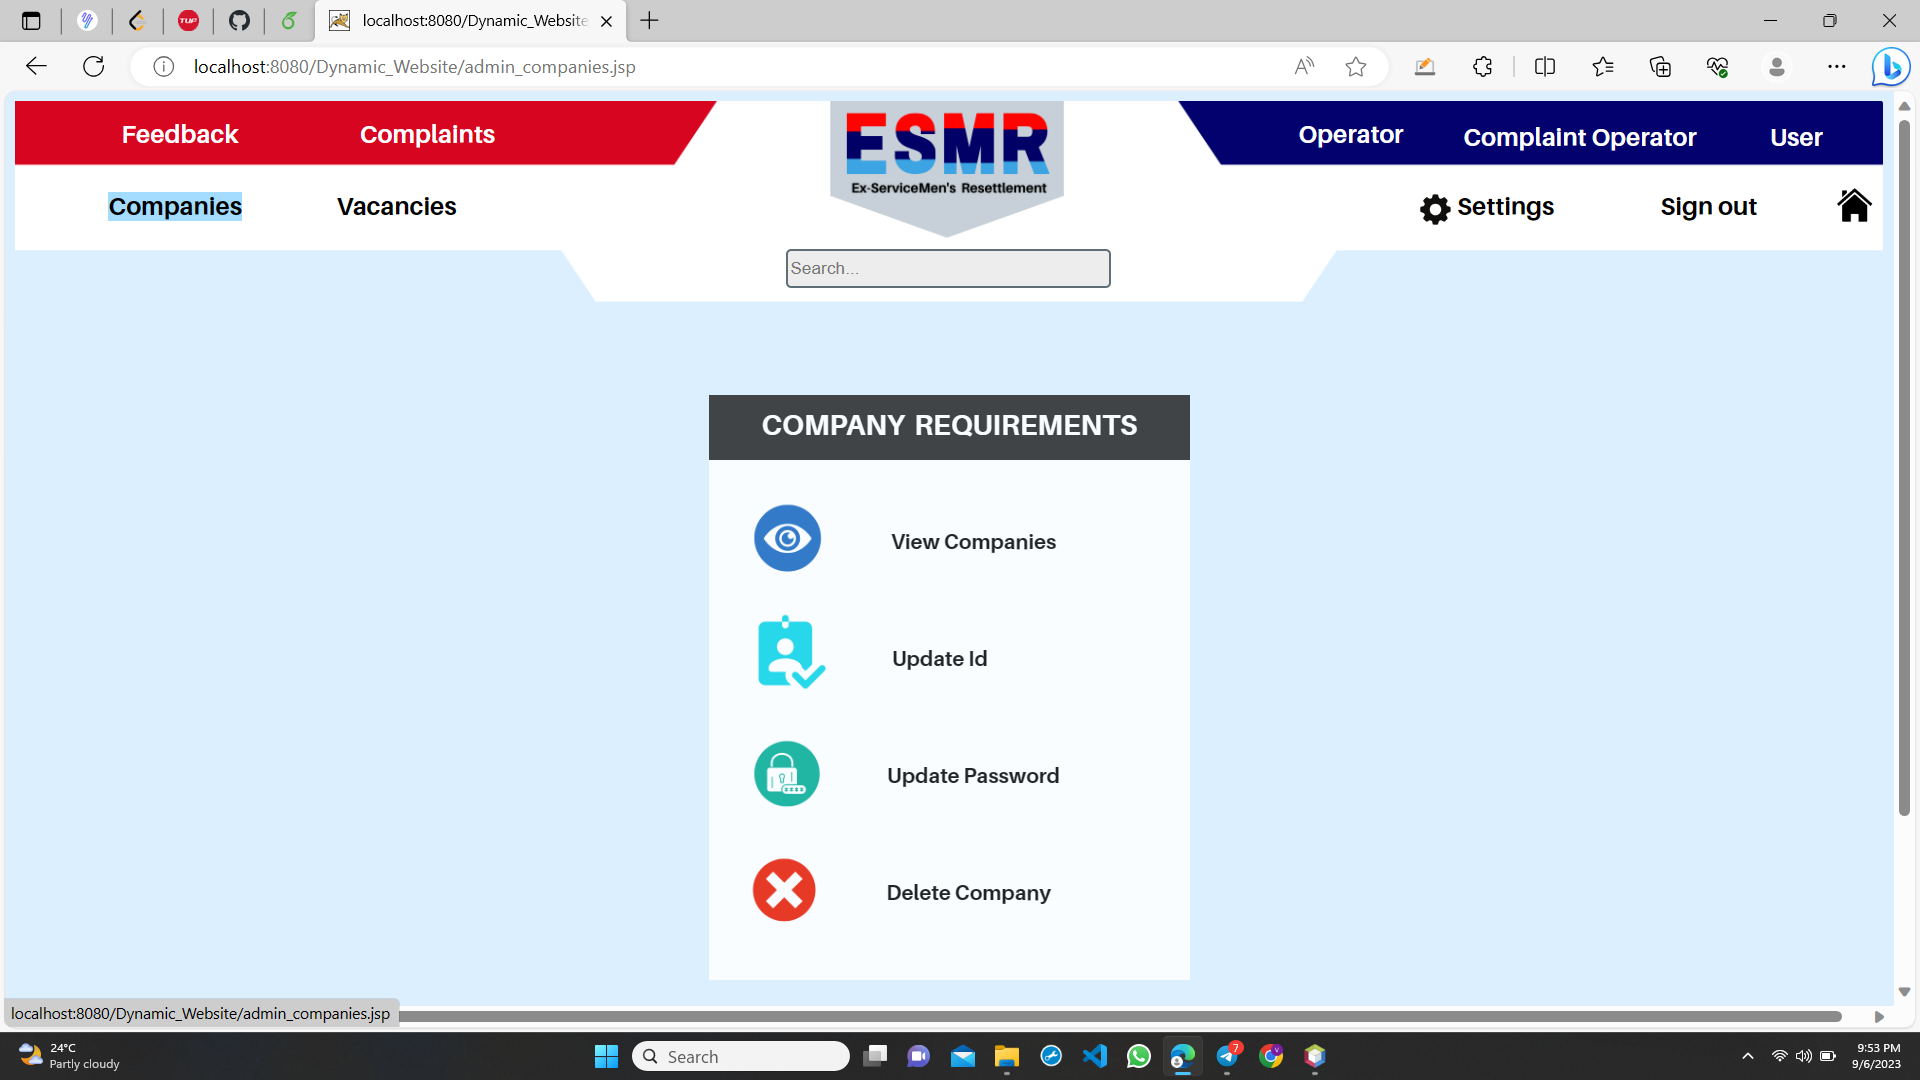 TUF
localhost:8080/Dynamic_Website
localhost:8080/Dynamic_Website/admin_companies.jsp
Feedback
Complaints
Operator
Complaint Operator
User
ESMR
Ex-ServiceMen's Resettlement
Companies
Vacancies
Settings
Sign out
Search...
COMPANY REQUIREMENTS
View Companies
Update Id
Update Password
Delete Company
localhost:8080/Dynamic_Website/admin_companies.jsp
24°C
Partly cloudy
Search
7
V
9:53 PM
9/6/2023